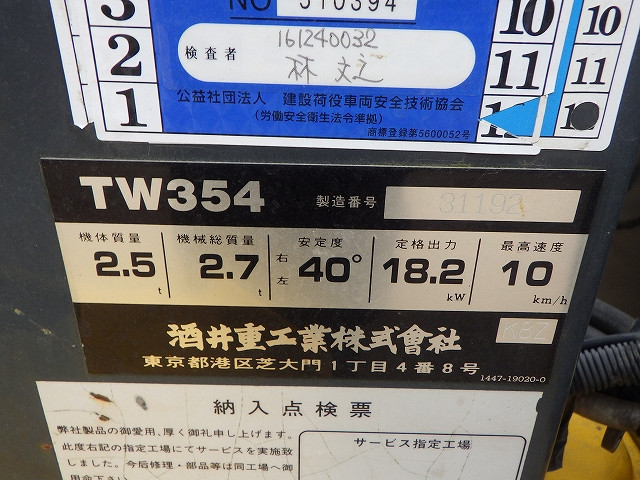 NO 510394
3
2
1
10
11
10
11
検査者
161240032
林 文之
公益社団法人 建設荷役車両安全技術協会
(労働安全衛生法令準拠)
商標登録第5600052号
TW354 製造番号 31192
機体質量 2.5 t
機械総質量 2.7 t
安定度 右 左 40°
定格出力 18.2 kW
最高速度 10 km/h
酒井重工業株式會社 KBZ
東京都港区芝大門1丁目4番8号
1447-19020-0
納入点検票
弊社製品の御愛用、厚く御礼申し上げます。
此度右記の指定工場にてサービスを実施致
しました。今后修理・部品等は同工場へ御
用命下さい
サービス指定工場